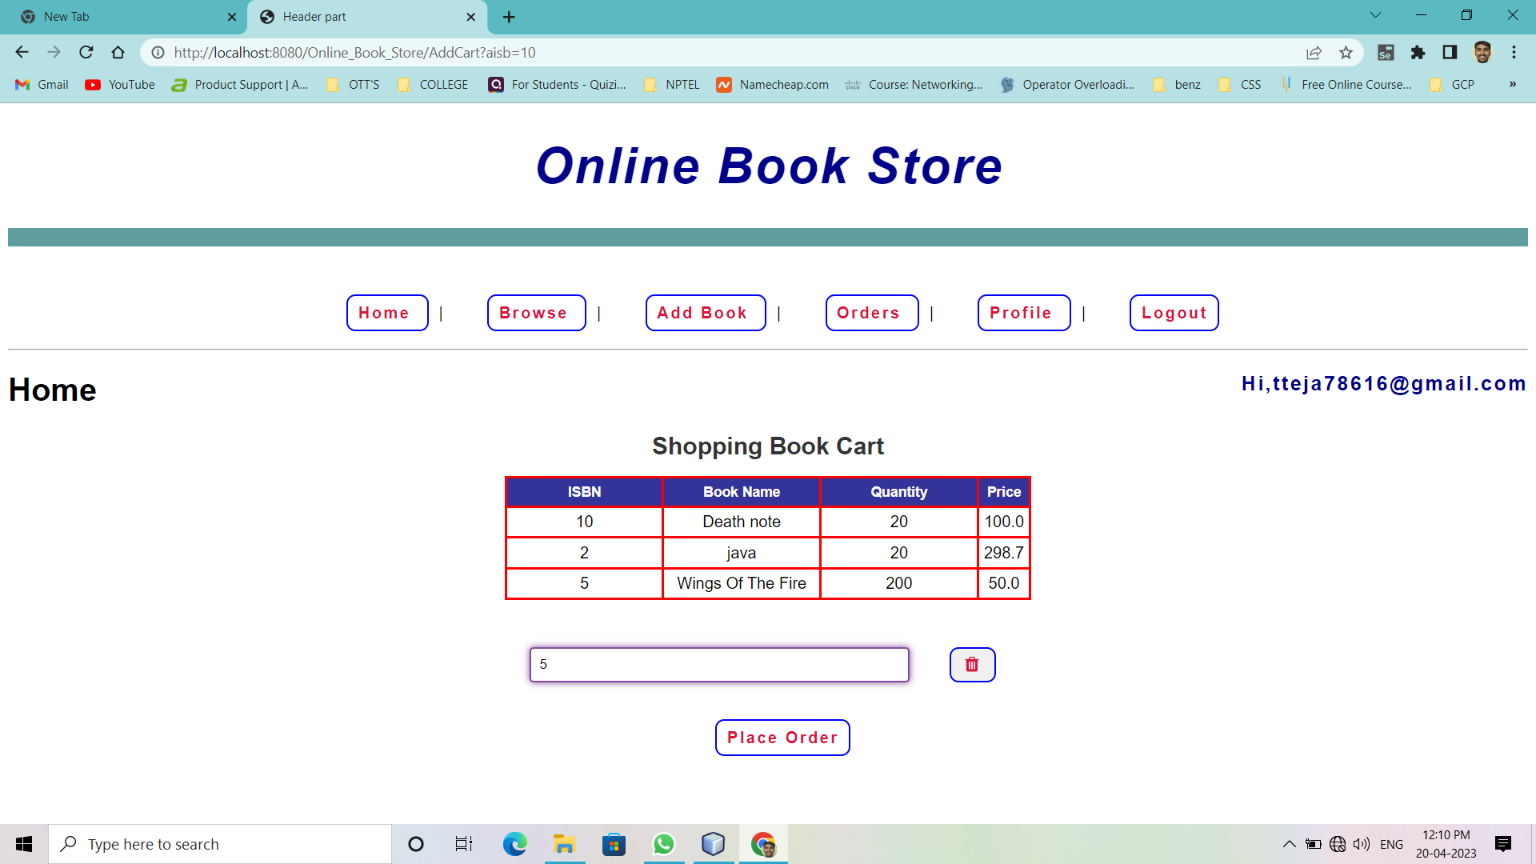 New Tab
Header part
http://localhost:8080/Online_Book_Store/AddCart?aisb=10
Se
Gmail YouTube Product Support | A... OTT'S COLLEGE For Students - Quizi... NPTEL Namecheap.com Course: Networking... Operator Overloadi... benz CSS Free Online Course... GCP »
Online Book Store
Home | Browse | Add Book | Orders | Profile | Logout
Home
Hi,tteja78616@gmail.com
Shopping Book Cart
ISBN Book Name Quantity Price
10 Death note 20 100.0
2 java 20 298.7
5 Wings Of The Fire 200 50.0
5
Place Order
Type here to search
ENG
12:10 PM
20-04-2023